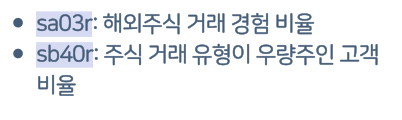 • sa03r: 해외주식 거래 경험 비율
• sb40r: 주식 거래 유형이 우량주인 고객
비율